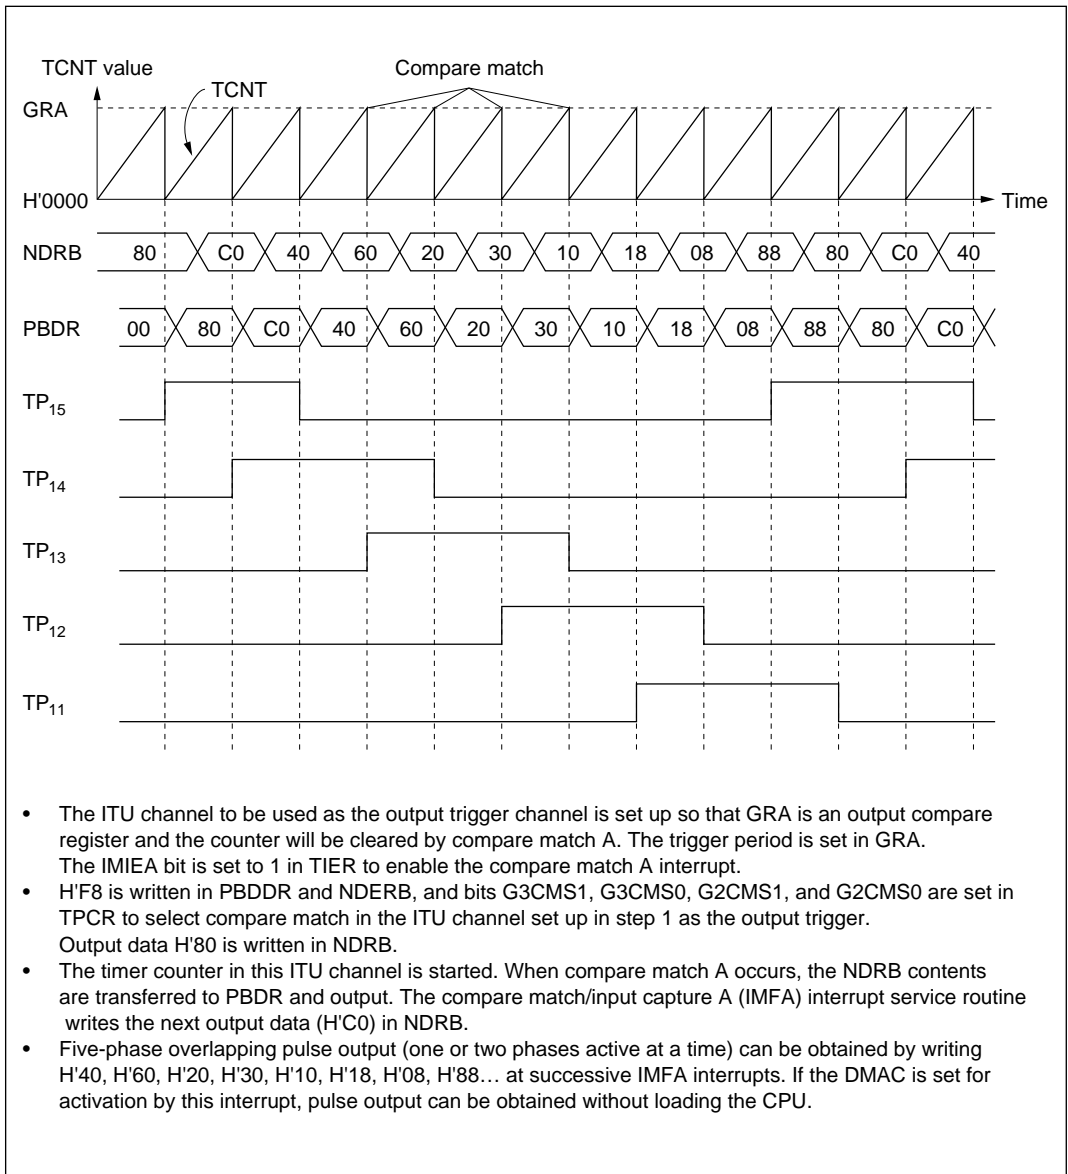 TCNT value
Compare match
TCNT
GRA
H'0000
Time
NDRB 80 C0 40 60 20 30 10 18 08 88 80 C0 40
PBDR 00 80 C0 40 60 20 30 10 18 08 88 80 C0
TP15
TP14
TP13
TP12
TP11
• The ITU channel to be used as the output trigger channel is set up so that GRA is an output compare
register and the counter will be cleared by compare match A. The trigger period is set in GRA.
The IMIEA bit is set to 1 in TIER to enable the compare match A interrupt.
• H'F8 is written in PBDDR and NDERB, and bits G3CMS1, G3CMS0, G2CMS1, and G2CMS0 are set in
TPCR to select compare match in the ITU channel set up in step 1 as the output trigger.
Output data H'80 is written in NDRB.
• The timer counter in this ITU channel is started. When compare match A occurs, the NDRB contents
are transferred to PBDR and output. The compare match/input capture A (IMFA) interrupt service routine
writes the next output data (H'C0) in NDRB.
• Five-phase overlapping pulse output (one or two phases active at a time) can be obtained by writing
H'40, H'60, H'20, H'30, H'10, H'18, H'08, H'88… at successive IMFA interrupts. If the DMAC is set for
activation by this interrupt, pulse output can be obtained without loading the CPU.